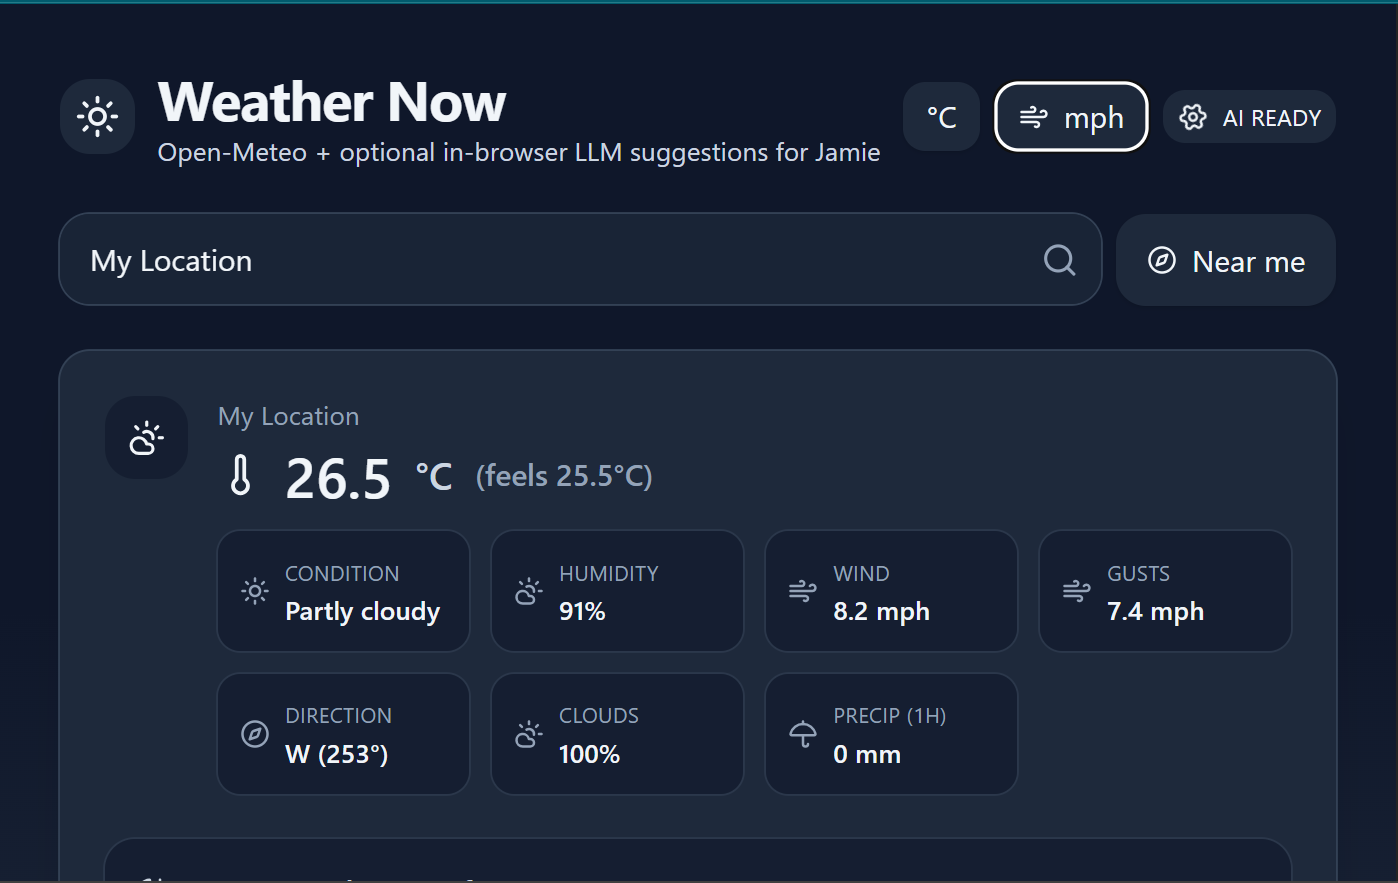 Weather Now
Open-Meteo + optional in-browser LLM suggestions for Jamie
°C
mph
AI READY
My Location
Near me
My Location
26.5 °C (feels 25.5°C)
CONDITION
Partly cloudy
HUMIDITY
91%
WIND
8.2 mph
GUSTS
7.4 mph
DIRECTION
W (253°)
CLOUDS
100%
PRECIP (1H)
0 mm